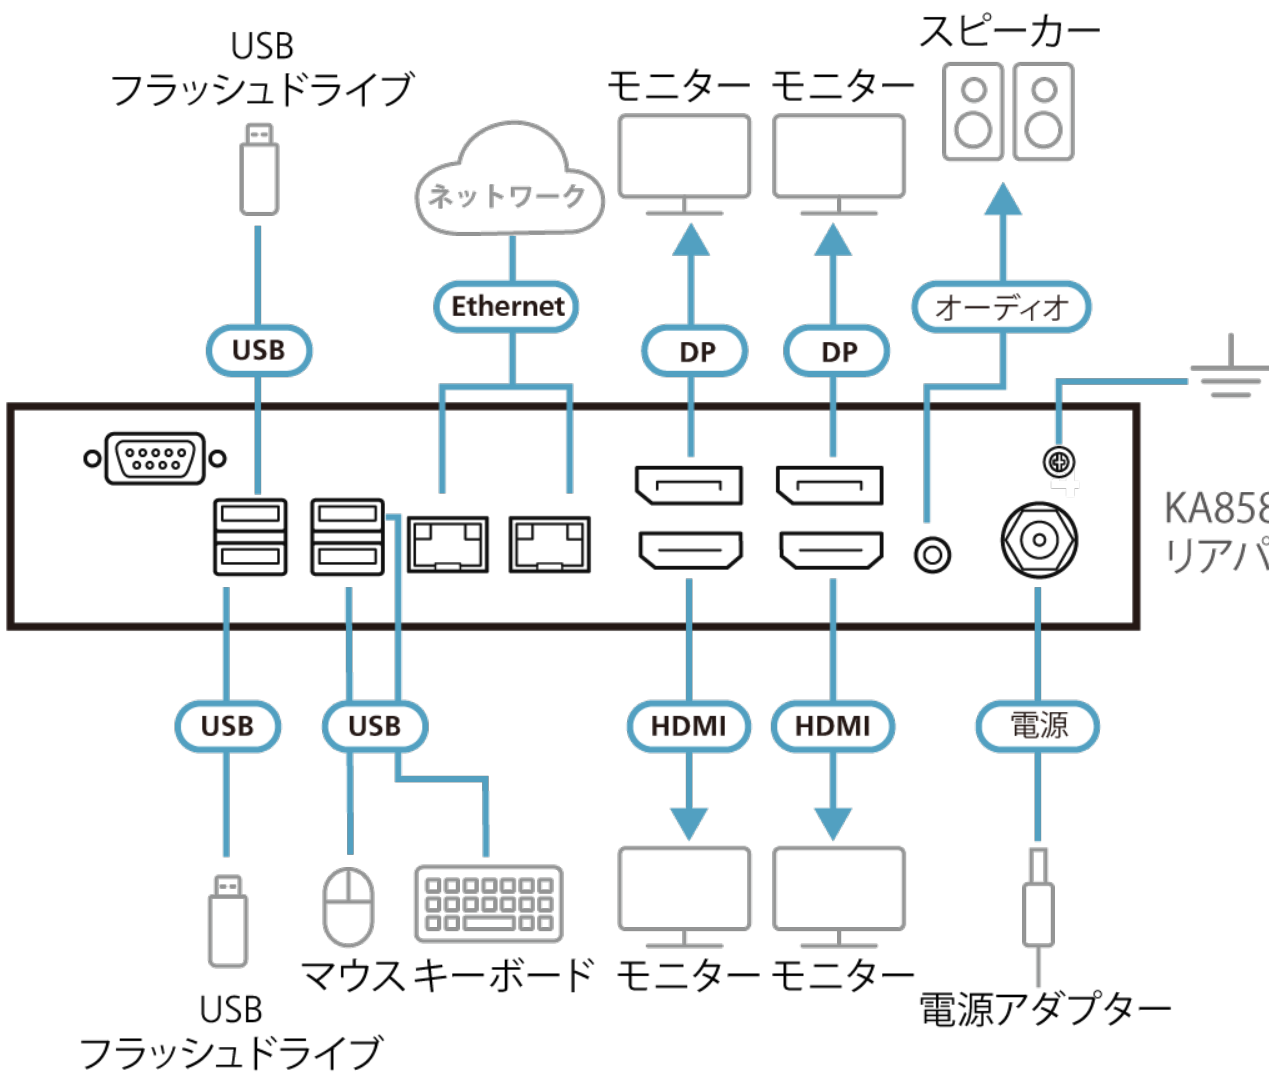 USB
フラッシュドライブ
モニター
モニター
スピーカー
ネットワーク
Ethernet
オーディオ
USB
DP
DP
KA858
リアパ
USB
USB
HDMI
HDMI
電源
マウス
キーボード
モニター
モニター
電源アダプター
USB
フラッシュドライブ